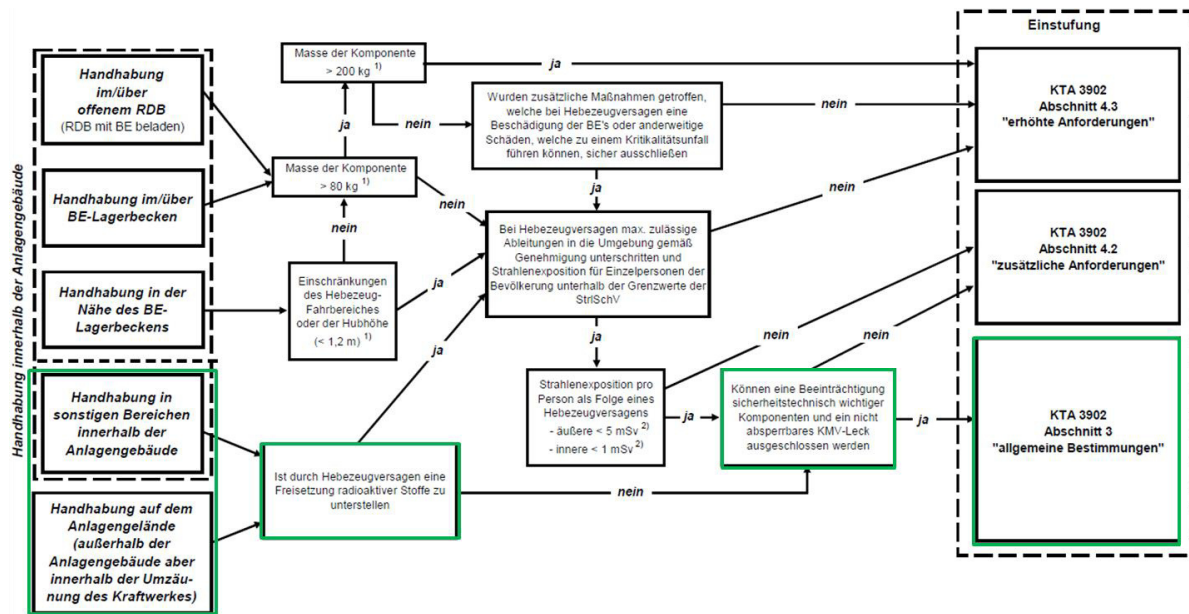 Handhabung innerhalb der Anlagengebäude
Handhabung
im/über
offenem RDB
(RDB mit BE beladen)
Handhabung im/über
BE-Lagerbecken
Handhabung in der
Nähe des BE-
Lagerbeckens
Handhabung in
sonstigen Bereichen
innerhalb der
Anlagengebäude
Handhabung auf dem
Anlagengelände
(außerhalb der
Anlagengebäude aber
innerhalb der Umzäu-
nung des Kraftwerkes)
Masse der Komponente
> 200 kg 1)
ja
nein
ja
Masse der Komponente
> 80 kg 1)
nein
nein
Einschränkungen
des Hebezeug-
Fahrbereiches
oder der Hubhöhe
(< 1,2 m) 1)
ja
ja
Ist durch Hebezeugversagen eine
Freisetzung radioaktiver Stoffe zu
unterstellen
nein
Wurden zusätzliche Maßnahmen getroffen,
welche bei Hebezeugversagen eine
Beschädigung der BE's oder anderweitige
Schäden, welche zu einem Kritikalitätsunfall
führen können, sicher ausschließen
nein
ja
Bei Hebezeugversagen max. zulässige
Ableitungen in die Umgebung gemäß
Genehmigung unterschritten und
Strahlenexposition für Einzelpersonen der
Bevölkerung unterhalb der Grenzwerte der
StrlSchV
nein
ja
Strahlenexposition pro
Person als Folge eines
Hebezeugversagens
- äußere < 5 mSv 2)
- innere < 1 mSv 2)
nein
ja
Können eine Beeinträchtigung
sicherheitstechnisch wichtiger
Komponenten und ein nicht
absperrbares KMV-Leck
ausgeschlossen werden
nein
ja
Einstufung
KTA 3902
Abschnitt 4.3
"erhöhte Anforderungen"
KTA 3902
Abschnitt 4.2
"zusätzliche Anforderungen"
KTA 3902
Abschnitt 3
"allgemeine Bestimmungen"